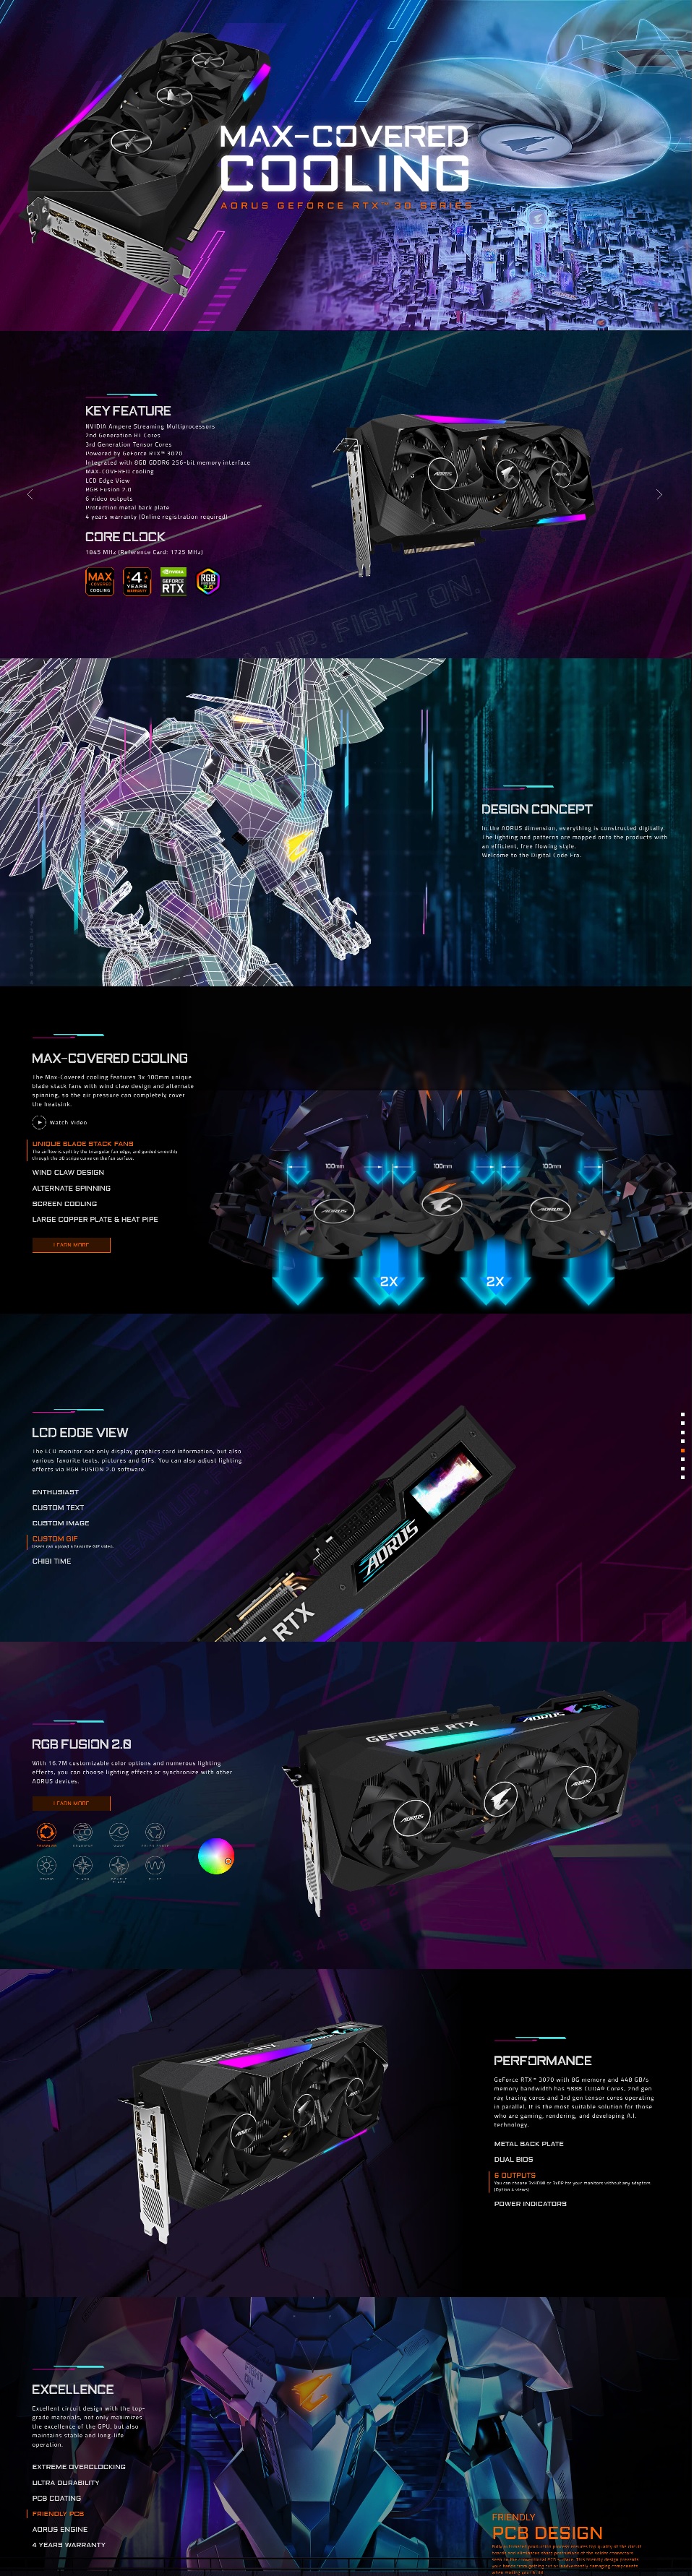 MAX-COVERED
COOLING
AORUS GEFORCE RTX™ 30 SERIES
KEY FEATURE
NVIDIA Ampere Streaming Multiprocessors
2nd Generation RT Cores
3rd Generation Tensor Cores
Powered by GeForce RTX™ 3070
Integrated with 8GB GDDR6 256-bit memory interface
MAX-COVERED cooling
LCD Edge View
RGB Fusion 2.0
6 video outputs
Protection metal back plate
4 years warranty (Online registration required)
CORE CLOCK
1845 MHz (Reference Card: 1725 MHz)
MAX
COVERED
COOLING
4
YEARS
WARRANTY
NVIDIA
GEFORCE
RTX
RGB
FUSION
2.0
UP. FIGHT ON.
DESIGN CONCEPT
In the AORUS dimension, everything is constructed digitally.
The lighting and patterns are mapped onto the products with
an efficient, free flowing style.
Welcome to the Digital Code Era.
MAX-COVERED COOLING
The Max-Covered cooling features 3x 100mm unique
blade stack fans with wind claw design and alternate
spinning, so the air pressure can completely cover
the heatsink.
Watch Video
UNIQUE BLADE STACK FANS
The airflow is split by the triangular fan edge, and guided smoothly
through the 3D stripe curve on the fan surface.
WIND CLAW DESIGN
ALTERNATE SPINNING
SCREEN COOLING
LARGE COPPER PLATE & HEAT PIPE
LEARN MORE
100mm
100mm
100mm
AORUS
AORUS
2X
2X
LCD EDGE VIEW
The LCD monitor not only display graphics card information, but also
various favorite texts, pictures and GIFs. You can also adjust lighting
effects via RGB FUSION 2.0 software.
ENTHUSIAST
CUSTOM TEXT
CUSTOM IMAGE
CUSTOM GIF
Users can upload a favorite GIF video.
CHIBI TIME
AORUS
RTX
RGB FUSION 2.0
With 16.7M customizable color options and numerous lighting
effects, you can choose lighting effects or synchronize with other
AORUS devices.
LEARN MORE
GEFORCE RTX
AORUS
AORUS
AORUS
PERFORMANCE
GeForce RTX™ 3070 with 8G memory and 448 GB/s
memory bandwidth has 5888 CUDA® Cores, 2nd gen
ray tracing cores and 3rd gen tensor cores operating
in parallel. It is the most suitable solution for those
who are gaming, rendering, and developing A.I.
technology.
METAL BACK PLATE
DUAL BIOS
6 OUTPUTS
POWER INDICATORS
GEFORCE RTX
EXCELLENCE
Excellent circuit design with the top-
grade materials, not only maximizes
the excellence of the GPU, but also
maintains stable and long-life
operation.
EXTREME OVERCLOCKING
ULTRA DURABILITY
PCB COATING
FRIENDLY PCB
AORUS ENGINE
4 YEARS WARRANTY
FRIENDLY
PCB DESIGN